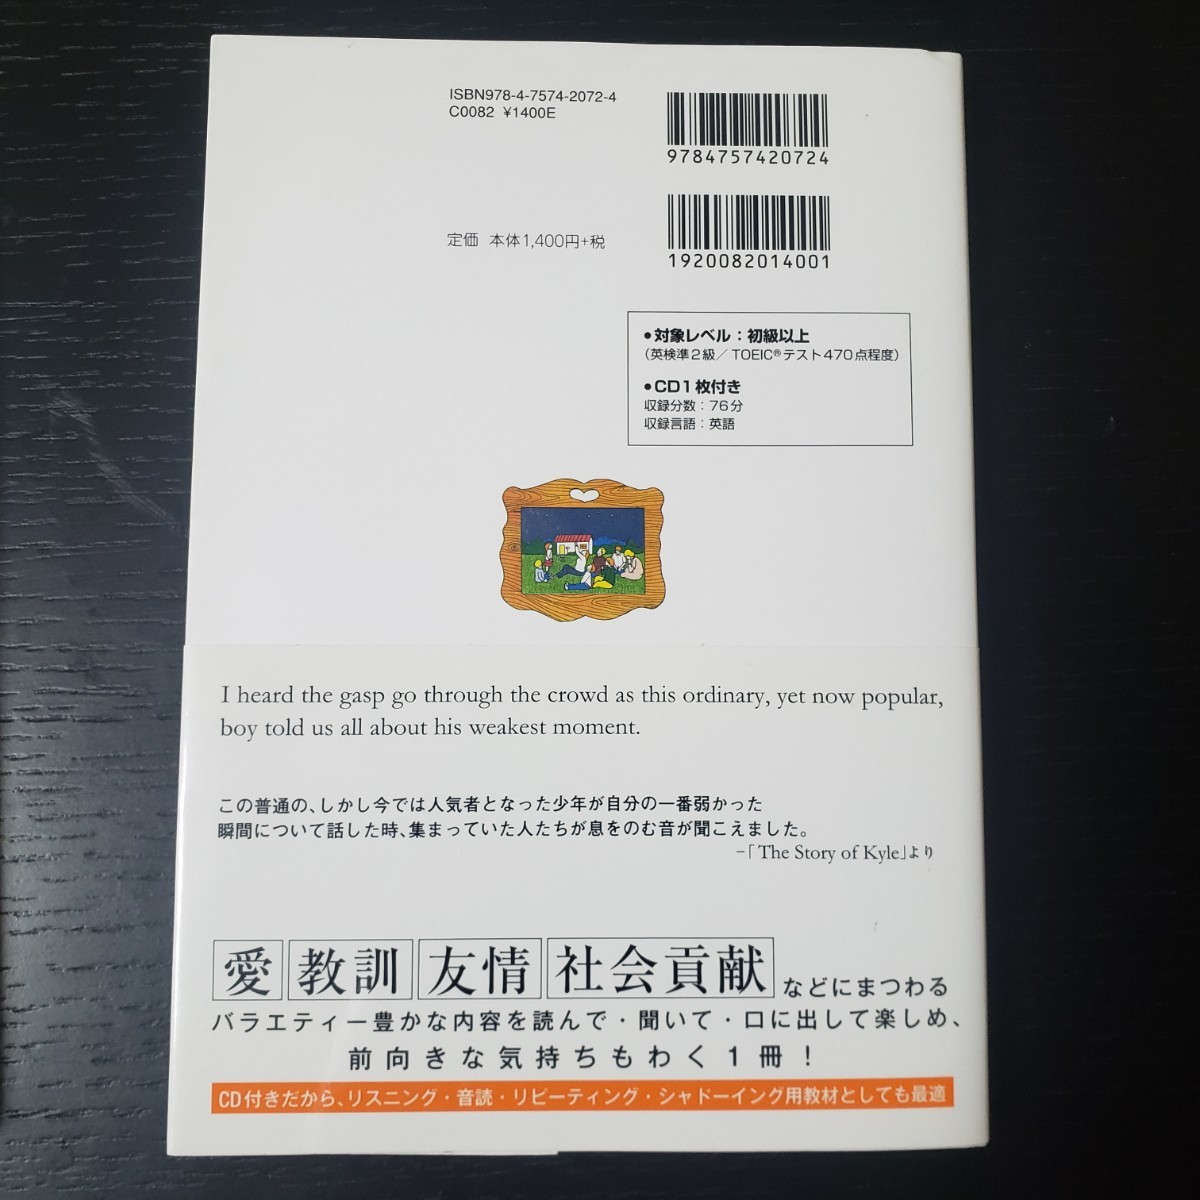 ISBN978-4-7574-2072-4
C0082 ¥1400E
9784757420724
定価 本体1,400円+税
1920082014001
●対象レベル：初級以上
（英検準2級／TOEIC®テスト470点程度）
●CD1枚付き
収録分数：76分
収録言語：英語
I heard the gasp go through the crowd as this ordinary, yet now popular,
boy told us all about his weakest moment.
この普通の、しかし今では人気者となった少年が自分の一番弱かった
瞬間について話した時、集まっていた人たちが息をのむ音が聞こえました。
−「The Story of Kyle」より
愛 教訓 友情 社会貢献 などにまつわる
バラエティー豊かな内容を読んで・聞いて・口に出して楽しめ、
前向きな気持ちもわく1冊！
CD付きだから、リスニング・音読・リピーティング・シャドーイング用教材としても最適